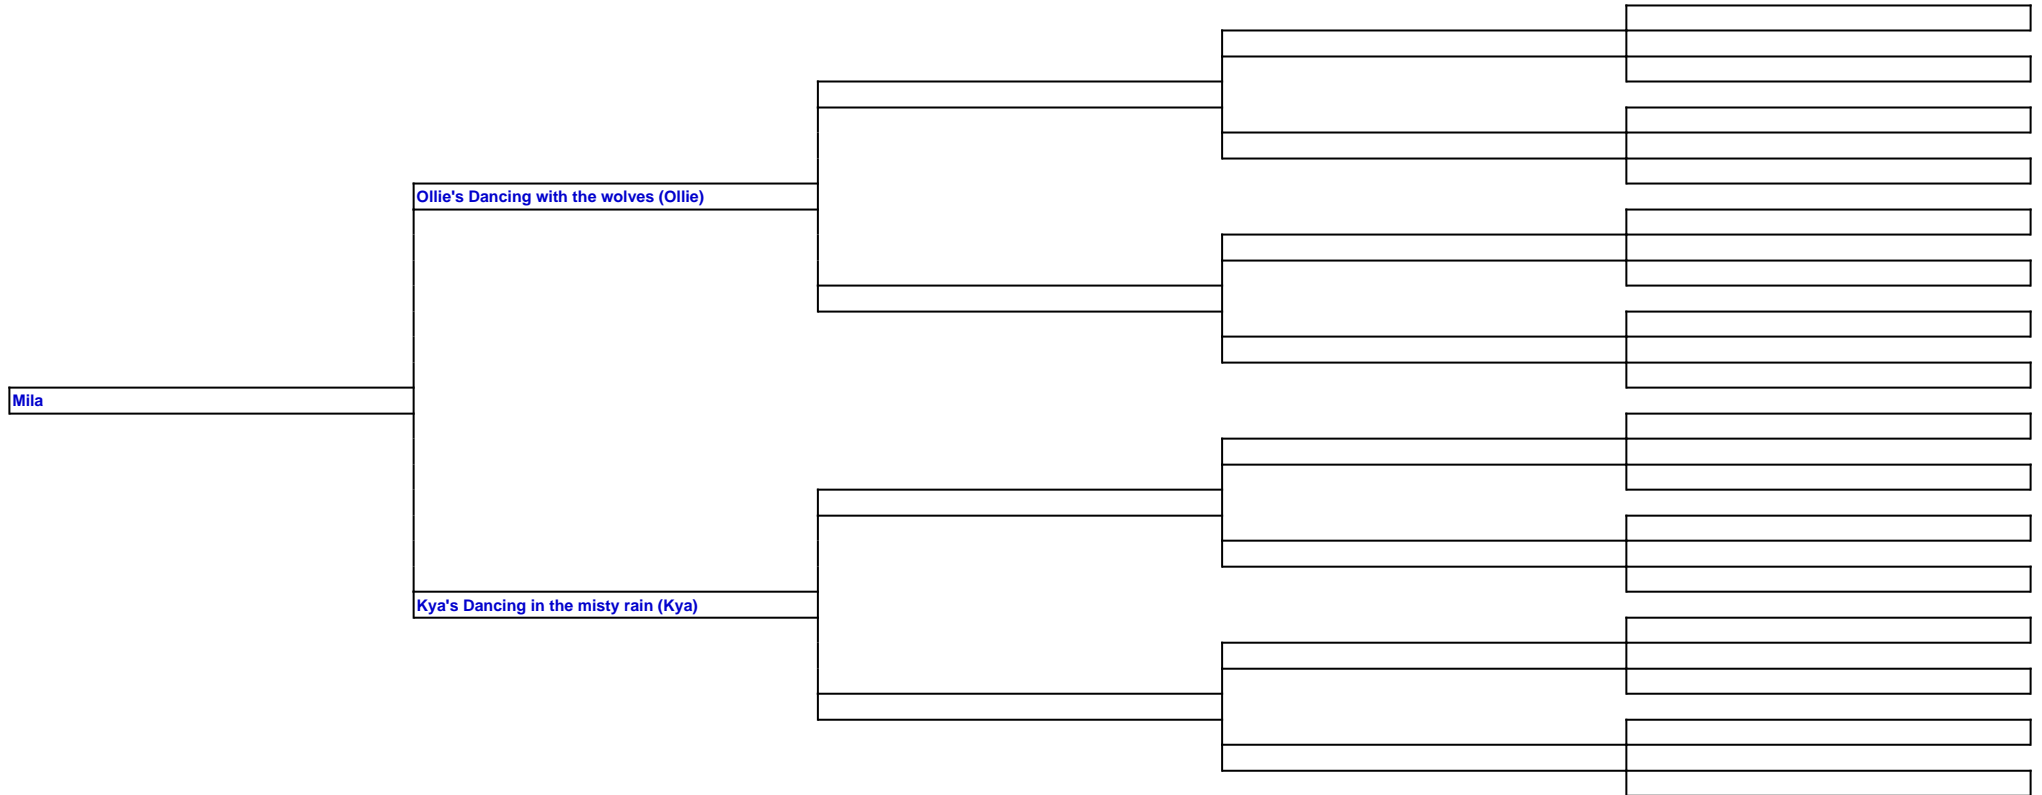 Ollie's Dancing with the wolves (Ollie)
Mila
Kya's Dancing in the misty rain (Kya)